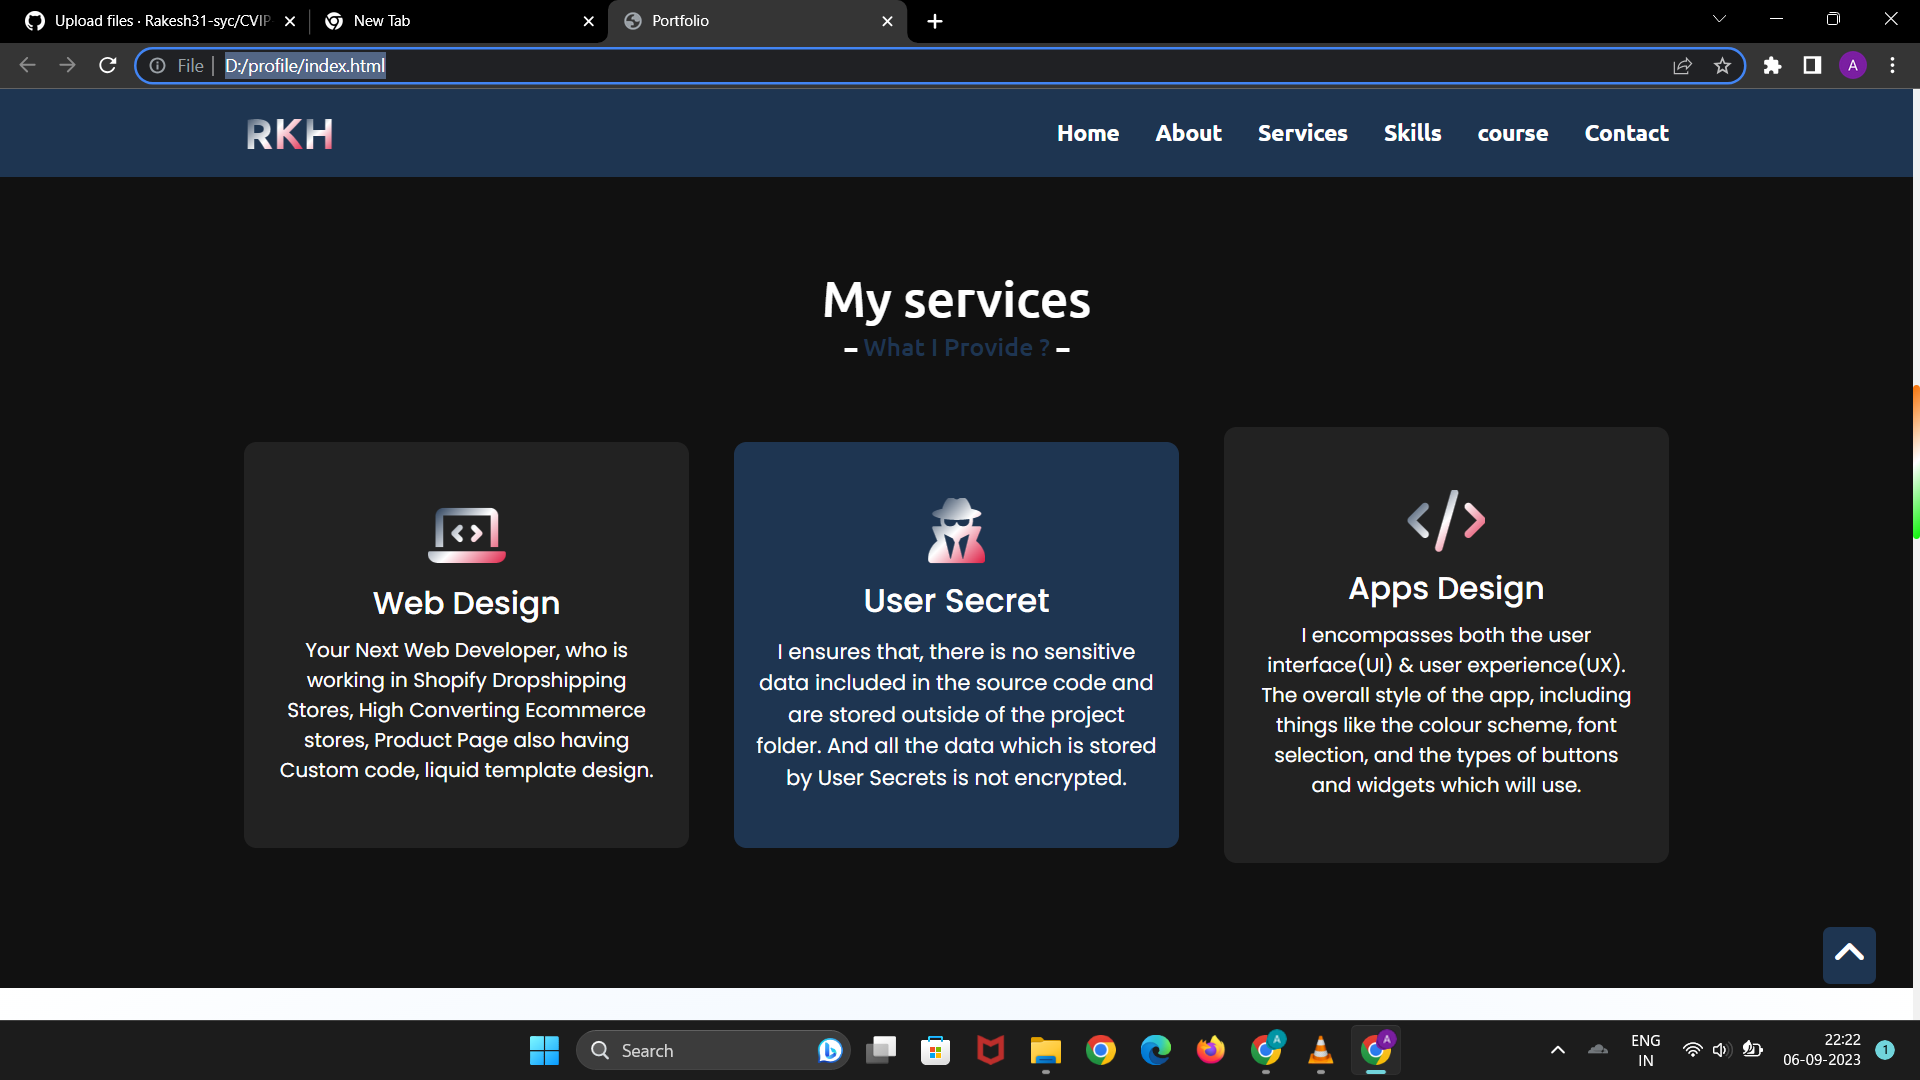 Upload files · Rakesh31-syc/CVIP
New Tab
Portfolio
File
D:/profile/index.html
A
RKH
Home About Services Skills course Contact
My services
What I Provide ?
Web Design
Your Next Web Developer, who is
working in Shopify Dropshipping
Stores, High Converting Ecommerce
stores, Product Page also having
Custom code, liquid template design.
User Secret
I ensures that, there is no sensitive
data included in the source code and
are stored outside of the project
folder. And all the data which is stored
by User Secrets is not encrypted.
Apps Design
I encompasses both the user
interface(UI) & user experience(UX).
The overall style of the app, including
things like the colour scheme, font
selection, and the types of buttons
and widgets which will use.
Search
A
A
ENG
IN
22:22
06-09-2023
1